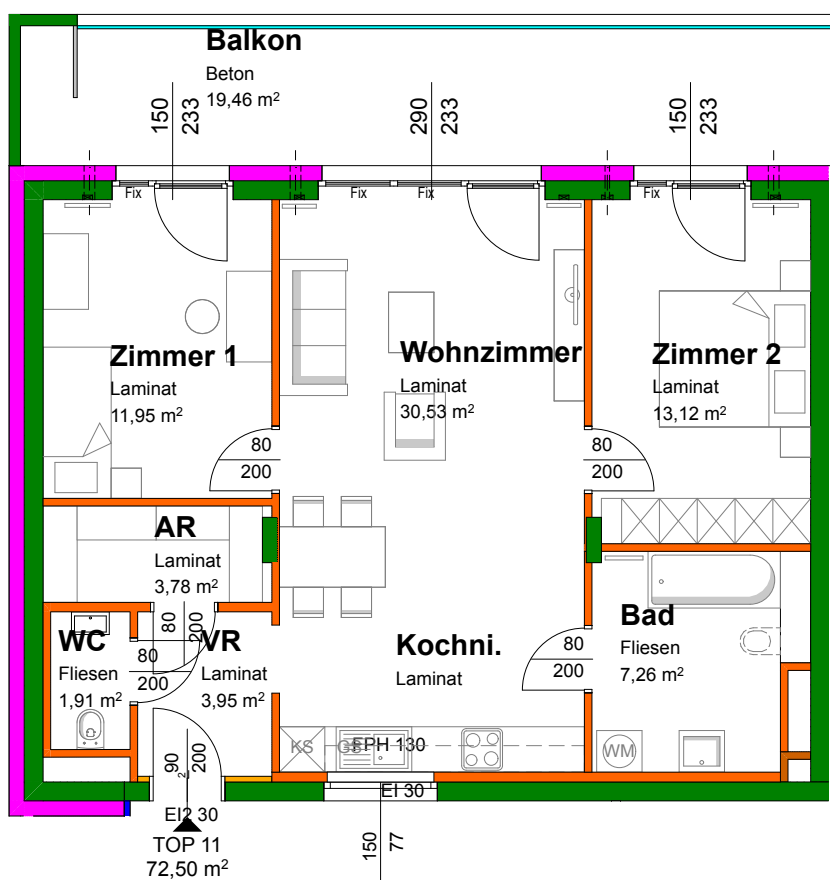 Balkon
Beton
19,46 m²
150
233
290
233
150
233
Fix
Fix
Fix
Fix
Zimmer 1
Laminat
11,95 m²
Wohnzimmer
Laminat
30,53 m²
Zimmer 2
Laminat
13,12 m²
80
200
80
200
AR
Laminat
3,78 m²
80
200
WC
Fliesen
1,91 m²
80
200
VR
Laminat
3,95 m²
Kochni.
Laminat
80
200
Bad
Fliesen
7,26 m²
KS
GS
FPH 130
WM
90
2
200
EI2 30
EI 30
TOP 11
72,50 m²
150
77